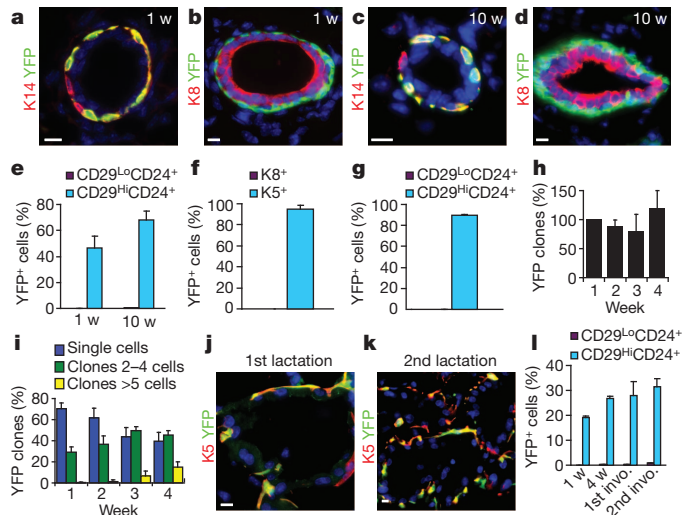 a 1 w
K14 YFP
b 1 w
K8 YFP
c 10 w
K14 YFP
d 10 w
K8 YFP
e
CD29LoCD24+
CD29HiCD24+
YFP+ cells (%)
100
80
60
40
20
0
1 w 10 w
f
K8+
K5+
YFP+ cells (%)
100
80
60
40
20
0
g
CD29LoCD24+
CD29HiCD24+
YFP+ cells (%)
100
80
60
40
20
0
h
YFP clones (%)
150
100
50
0
1 2 3 4
Week
i
Single cells
Clones 2–4 cells
Clones >5 cells
YFP clones (%)
80
60
40
20
0
1 2 3 4
Week
j 1st lactation
K5 YFP
k 2nd lactation
K5 YFP
l
CD29LoCD24+
CD29HiCD24+
YFP+ cells (%)
40
30
20
10
0
1 w
4 w
1st invo.
2nd invo.